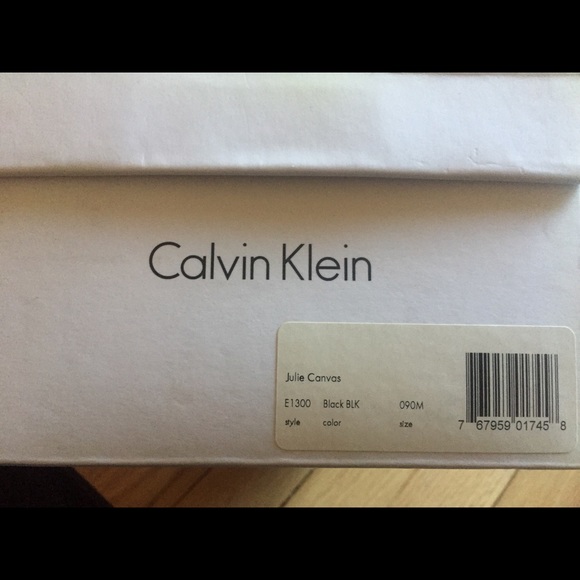 Calvin Klein
Julie Canvas
E1300 Black BLK 090M
style color size
7 67959 01745 8